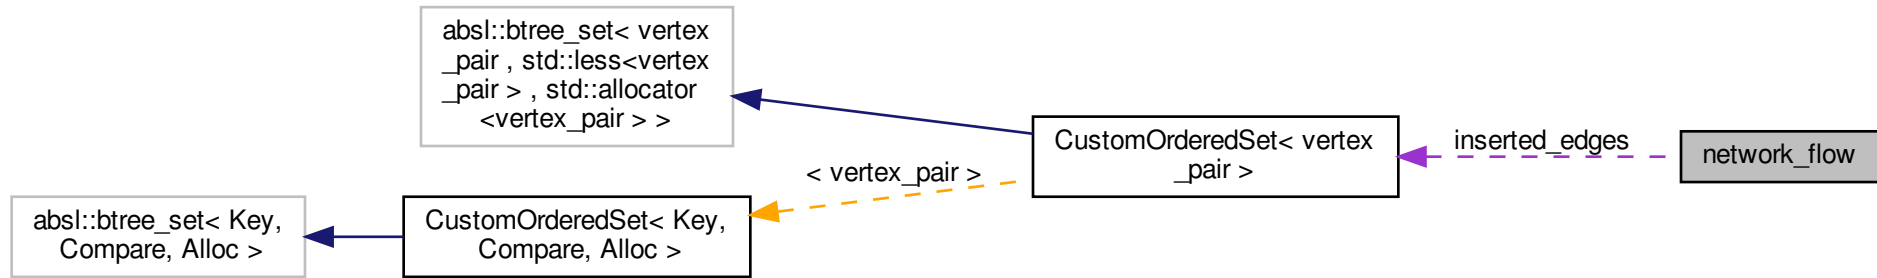 absl::btree_set< vertex
_pair , std::less<vertex
_pair > , std::allocator
<vertex_pair > >
CustomOrderedSet< vertex
_pair >
inserted_edges
network_flow
< vertex_pair >
absl::btree_set< Key,
Compare, Alloc >
CustomOrderedSet< Key,
Compare, Alloc >